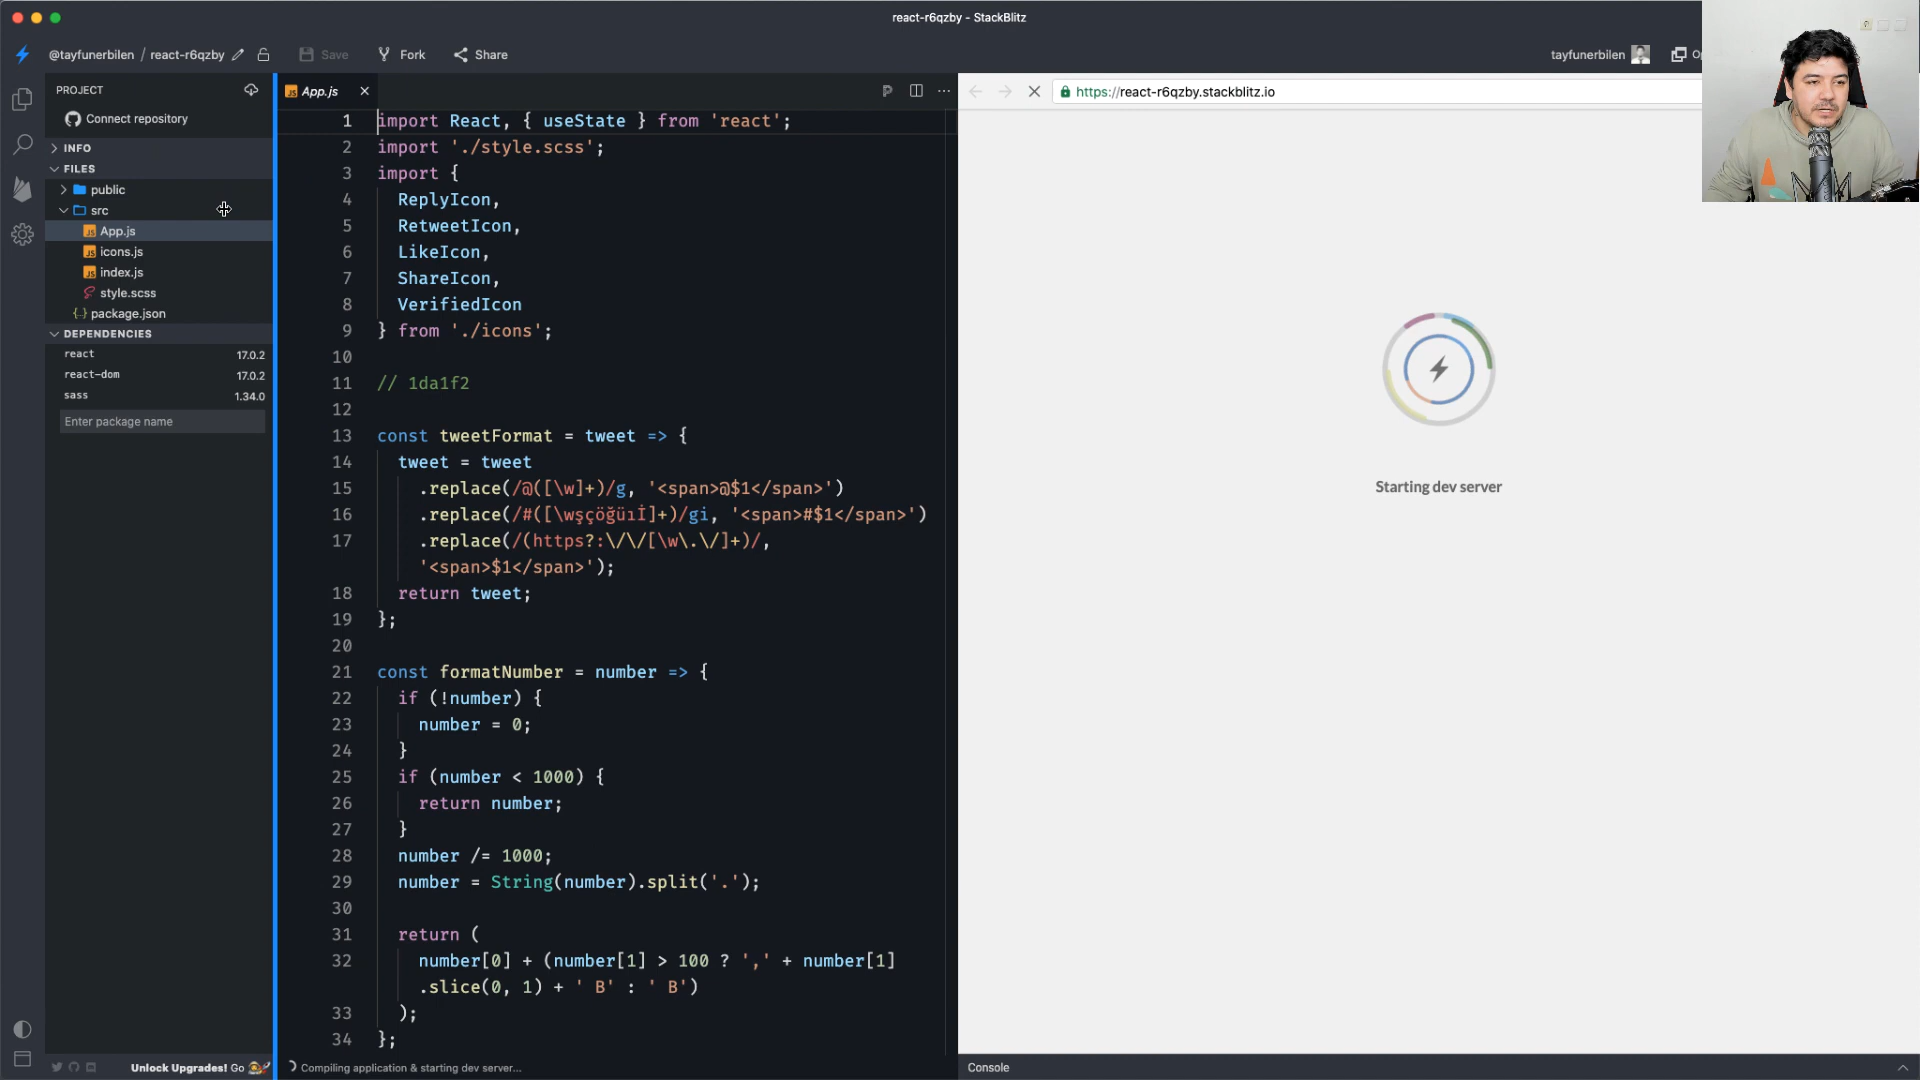 react-r6qzby - StackBlitz
@tayfunerbilen / react-r6qzby
Save
Fork
Share
tayfunerbilen
PROJECT
Connect repository
INFO
FILES
public
src
App.js
icons.js
index.js
style.scss
package.json
DEPENDENCIES
react 17.0.2
react-dom 17.0.2
sass 1.34.0
Enter package name
Unlock Upgrades! Go
App.js
1 import React, { useState } from 'react';
2 import './style.scss';
3 import {
4 ReplyIcon,
5 RetweetIcon,
6 LikeIcon,
7 ShareIcon,
8 VerifiedIcon
9 } from './icons';
10
11 // 1da1f2
12
13 const tweetFormat = tweet => {
14 tweet = tweet
15 .replace(/@([\w]+)/g, '<span>@$1</span>')
16 .replace(/#([\wşçöğüıİ]+)/gi, '<span>#$1</span>')
17 .replace(/(https?:\/\/[\w\.\/]+)/,
'<span>$1</span>');
18 return tweet;
19 };
20
21 const formatNumber = number => {
22 if (!number) {
23 number = 0;
24 }
25 if (number < 1000) {
26 return number;
27 }
28 number /= 1000;
29 number = String(number).split('.');
30
31 return (
32 number[0] + (number[1] > 100 ? ',' + number[1]
.slice(0, 1) + ' B' : ' B')
33 );
34 };
Compiling application & starting dev server...
https://react-r6qzby.stackblitz.io
Starting dev server
Console